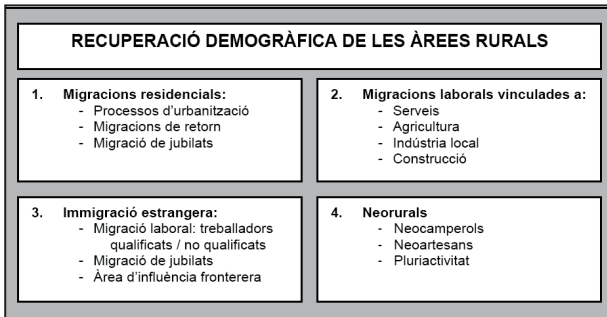 RECUPERACIÓ DEMOGRÀFICA DE LES ÀREES RURALS
1. Migracions residencials:
- Processos d'urbanització
- Migracions de retorn
- Migració de jubilats
2. Migracions laborals vinculades a:
- Serveis
- Agricultura
- Indústria local
- Construcció
3. Immigració estrangera:
- Migració laboral: treballadors
qualificats / no qualificats
- Migració de jubilats
- Àrea d'influència fronterera
4. Neorurals
- Neocamperols
- Neoartesans
- Pluriactivitat